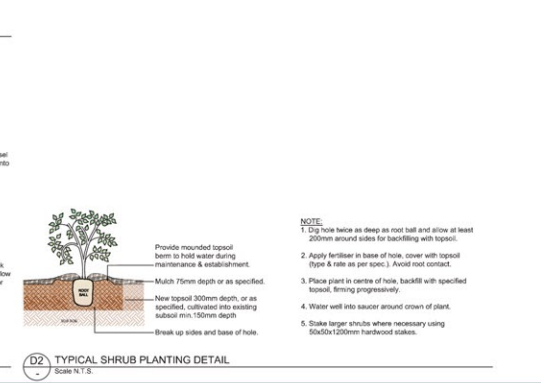 sel
nto
k
low
r
Provide mounded topsoil
berm to hold water during
maintenance & establishment.
Mulch 75mm depth or as specified.
New topsoil 300mm depth, or as
specified, cultivated into existing
subsoil min.150mm depth
Break up sides and base of hole.
ROOT
BALL
NOTE:
1. Dig hole twice as deep as root ball and allow at least
200mm around sides for backfilling with topsoil.
2. Apply fertiliser in base of hole, cover with topsoil
(type & rate as per spec.). Avoid root contact.
3. Place plant in centre of hole, backfill with specified
topsoil, firming progressively.
4. Water well into saucer around crown of plant.
5. Stake larger shrubs where necessary using
50x50x1200mm hardwood stakes.
D2 TYPICAL SHRUB PLANTING DETAIL
- Scale N.T.S.